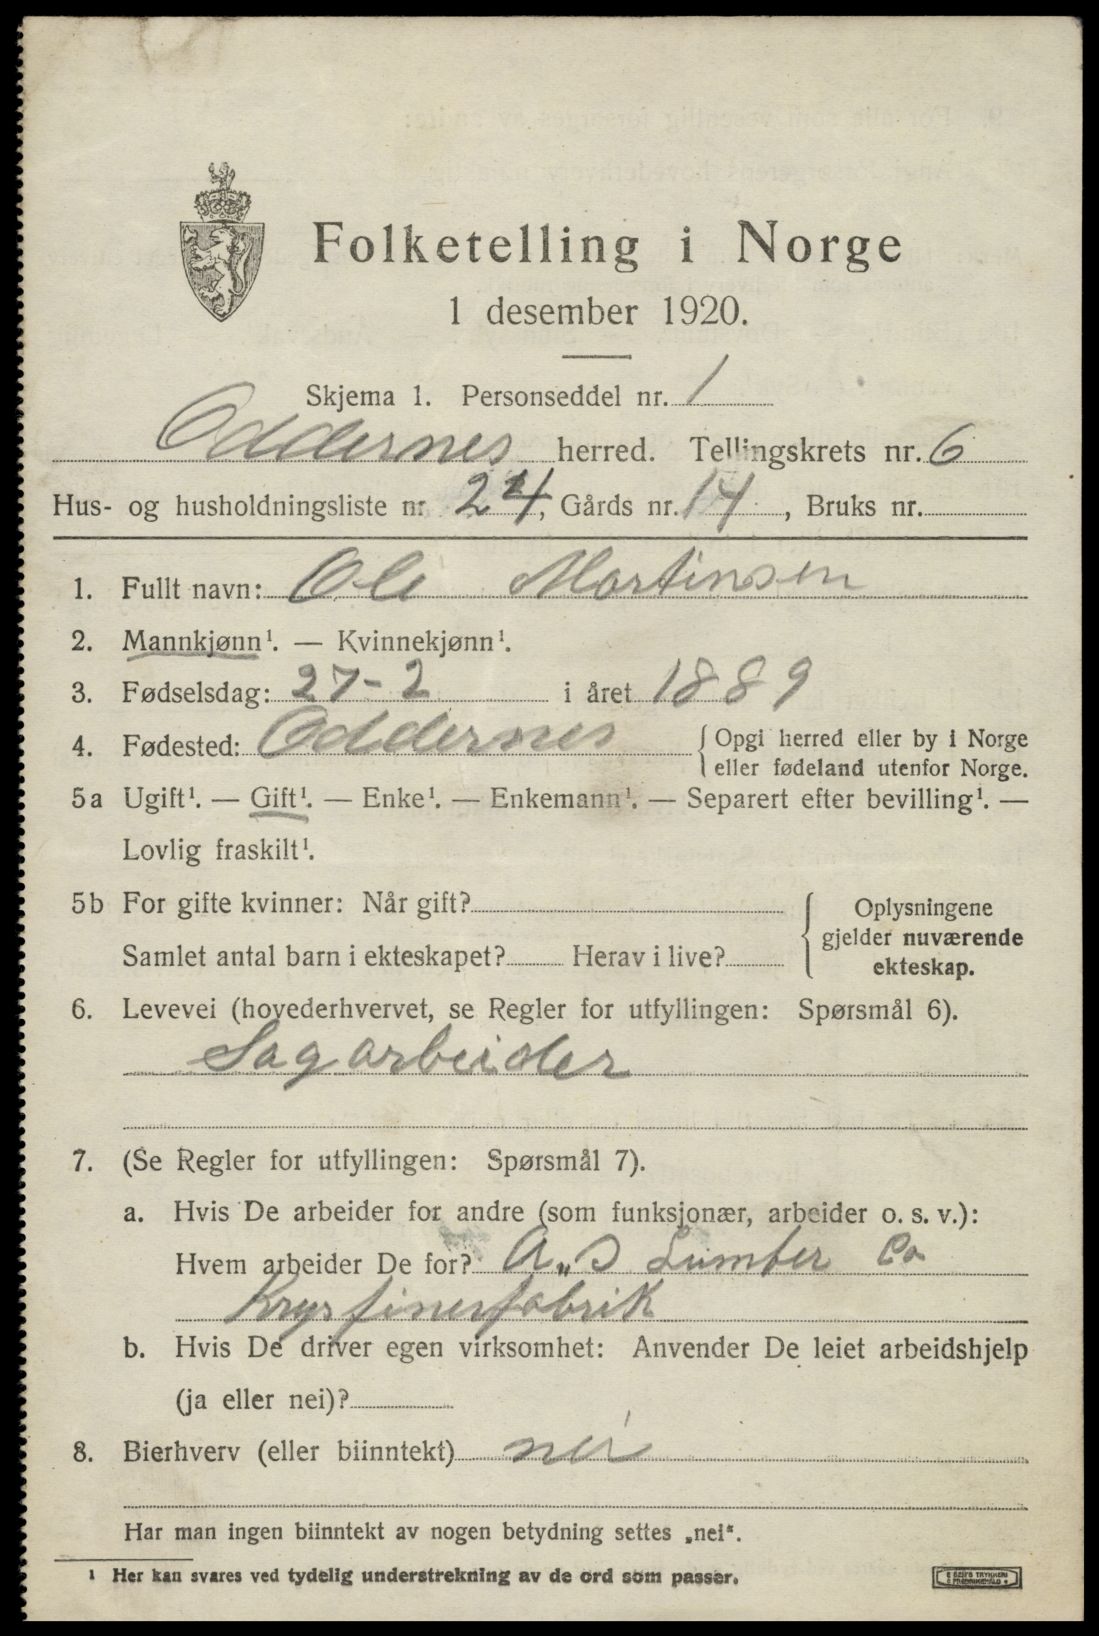 Folketelling i Norge
1 desember 1920.
Skjema 1. Personseddel nr. 1
Oddernes herred. Tellingskrets nr. 6
Hus- og husholdningsliste nr 24, Gårds nr. 14, Bruks nr.
1. Fullt navn: Ole Martinsen
2. Mannkjønn¹. — Kvinnekjønn¹.
3. Fødselsdag: 27-2 i året 1889
4. Fødested: Oddernes { Opgi herred eller by i Norge
eller fødeland utenfor Norge.
5a Ugift¹. — Gift¹. — Enke¹. — Enkemann¹. — Separert efter bevilling¹. —
Lovlig fraskilt¹.
5b For gifte kvinner: Når gift?
Samlet antal barn i ekteskapet? Herav i live?
{ Oplysningene
gjelder nuværende
ekteskap.
6. Levevei (hovederhvervet, se Regler for utfyllingen: Spørsmål 6).
Sagarbeider
7. (Se Regler for utfyllingen: Spørsmål 7).
a. Hvis De arbeider for andre (som funksjonær, arbeider o. s. v.):
Hvem arbeider De for? A„S Lumber Co
Krysfinerfabrik
b. Hvis De driver egen virksomhet: Anvender De leiet arbeidshjelp
(ja eller nei)?
8. Bierhverv (eller biinntekt) nei
Har man ingen biinntekt av nogen betydning settes „nei“.
¹ Her kan svares ved tydelig understrekning av de ord som passer.